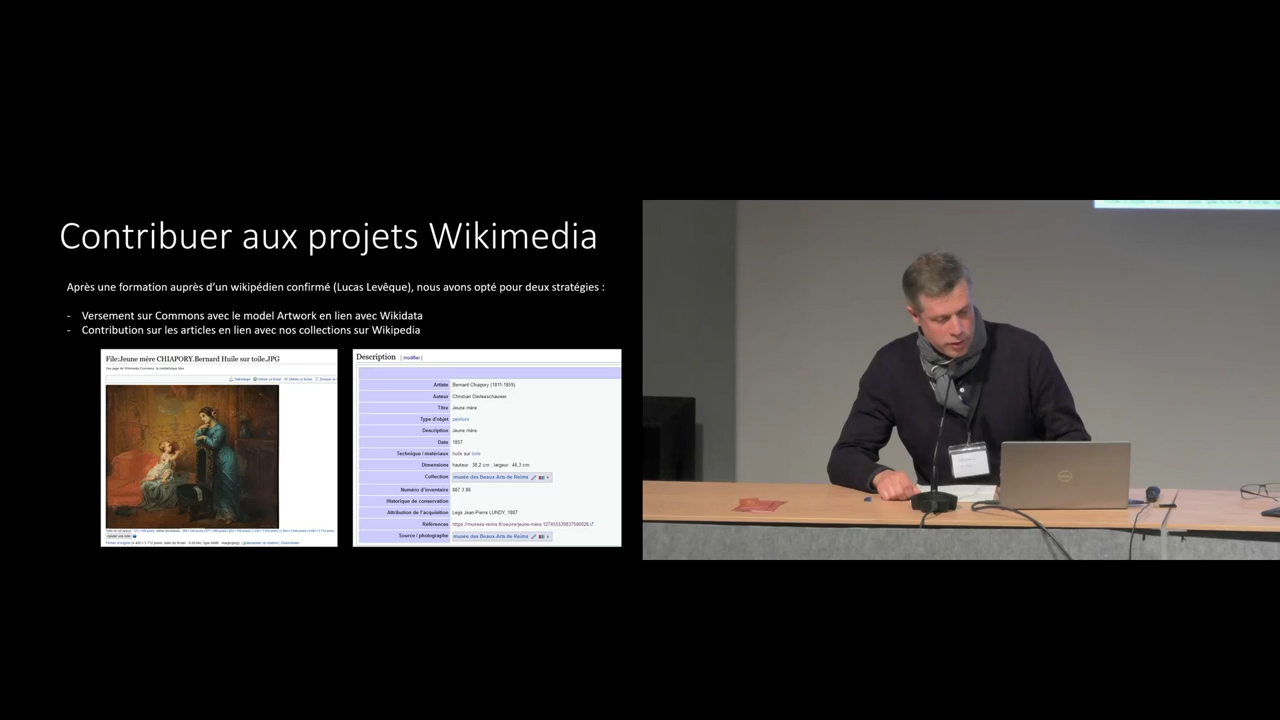 Contribuer aux projets Wikimedia
Après une formation auprès d'un wikipédien confirmé (Lucas Levêque), nous avons opté pour deux stratégies :
- Versement sur Commons avec le model Artwork en lien avec Wikidata
- Contribution sur les articles en lien avec nos collections sur Wikipedia
File:Jeune mère CHIAPORY.Bernard Huile sur toile.JPG
Description [ modifier ]
Artiste Bernard Chiapory (1811-1859)
Auteur Christian Devleeschauwer
Titre Jeune mère
Type d'objet peinture
Description Jeune mère
Date 1857
Technique / matériaux huile sur toile
Dimensions hauteur : 38,2 cm ; largeur : 46,3 cm
Collection musée des Beaux Arts de Reims
Numéro d'inventaire 887.3.86
Historique de conservation
Attribution de l'acquisition Legs Jean-Pierre LUNDY, 1887
Références
Source / photographe musée des Beaux Arts de Reims